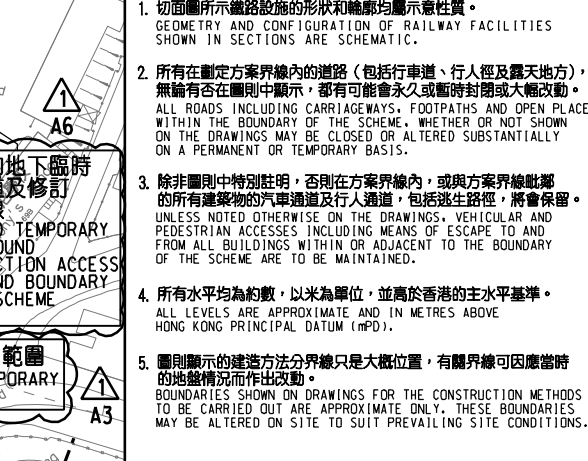 1. 切面圖所示鐵路設施的形狀和輪廓均屬示意性質。
GEOMETRY AND CONFIGURATION OF RAILWAY FACILITIES
SHOWN IN SECTIONS ARE SCHEMATIC.
2. 所有在劃定方案界線內的道路（包括行車道、行人徑及露天地方），
無論有否在圖則中顯示，都有可能會永久或暫時封閉或大幅改動。
ALL ROADS INCLUDING CARRIAGEWAYS, FOOTPATHS AND OPEN PLACE
WITHIN THE BOUNDARY OF THE SCHEME, WHETHER OR NOT SHOWN
ON THE DRAWINGS MAY BE CLOSED OR ALTERED SUBSTANTIALLY
ON A PERMANENT OR TEMPORARY BASIS.
3. 除非圖則中特別註明，否則在方案界線內，或與方案界線毗鄰
的所有建築物的汽車通道及行人通道，包括逃生路徑，將會保留。
UNLESS NOTED OTHERWISE ON THE DRAWINGS, VEHICULAR AND
PEDESTRIAN ACCESSES INCLUDING MEANS OF ESCAPE TO AND
FROM ALL BUILDINGS WITHIN OR ADJACENT TO THE BOUNDARY
OF THE SCHEME ARE TO BE MAINTAINED.
4. 所有水平均為約數，以米為單位，並高於香港的主水平基準。
ALL LEVELS ARE APPROXIMATE AND IN METRES ABOVE
HONG KONG PRINCIPAL DATUM (mPD).
5. 圖則顯示的建造方法分界線只是大概位置，有關界線可因應當時
的地盤情況而作出改動。
BOUNDARIES SHOWN ON DRAWINGS FOR THE CONSTRUCTION METHODS
TO BE CARRIED OUT ARE APPROXIMATE ONLY. THESE BOUNDARIES
MAY BE ALTERED ON SITE TO SUIT PREVAILING SITE CONDITIONS.
1
A6
地下臨時
及修訂
TEMPORARY
OUND
CTION ACCESS
ND BOUNDARY
SCHEME
範圍
PORARY
1
A3